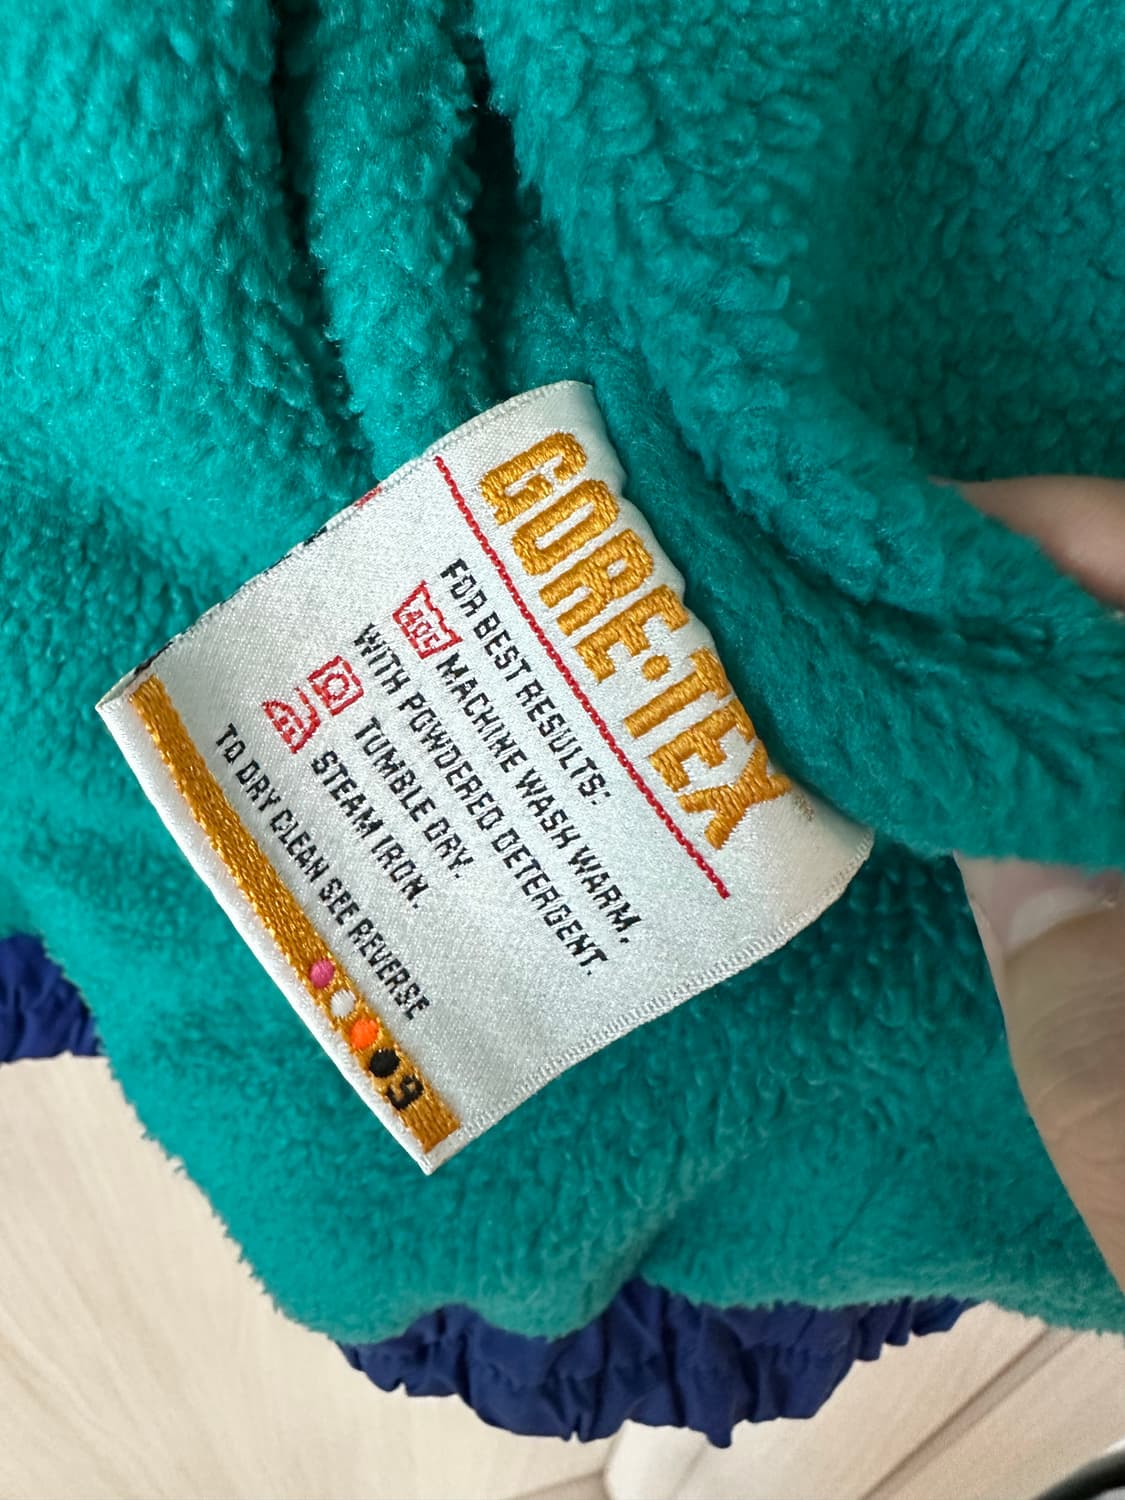 GORE-TEX
FOR BEST RESULTS:
40C MACHINE WASH WARM,
WITH POWDERED DETERGENT.
TUMBLE DRY.
STEAM IRON.
TO DRY CLEAN SEE REVERSE
9